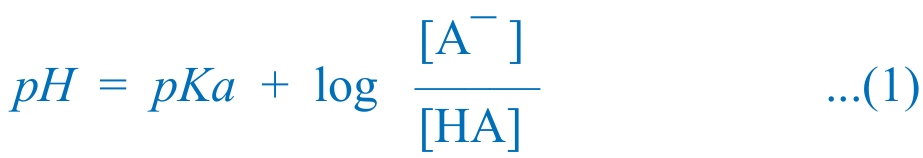 pH = pKa + log [A⁻] / [HA] ...(1)